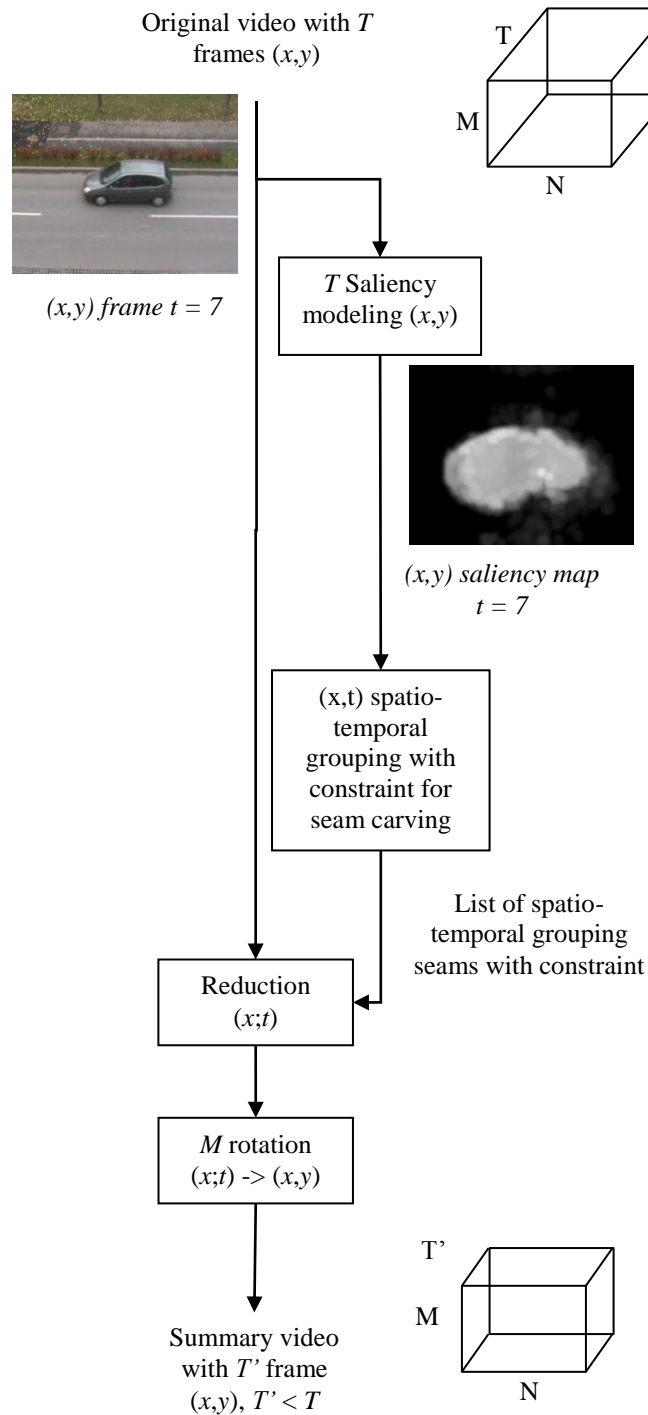 Original video with T
frames (x,y)
T
M
N
(x,y) frame t = 7
T Saliency
modeling (x,y)
(x,y) saliency map
t = 7
(x,t) spatio-
temporal
grouping with
constraint for
seam carving
List of spatio-
temporal grouping
seams with constraint
Reduction
(x;t)
M rotation
(x;t) -> (x,y)
T’
M
N
Summary video
with T’ frame
(x,y), T’ < T